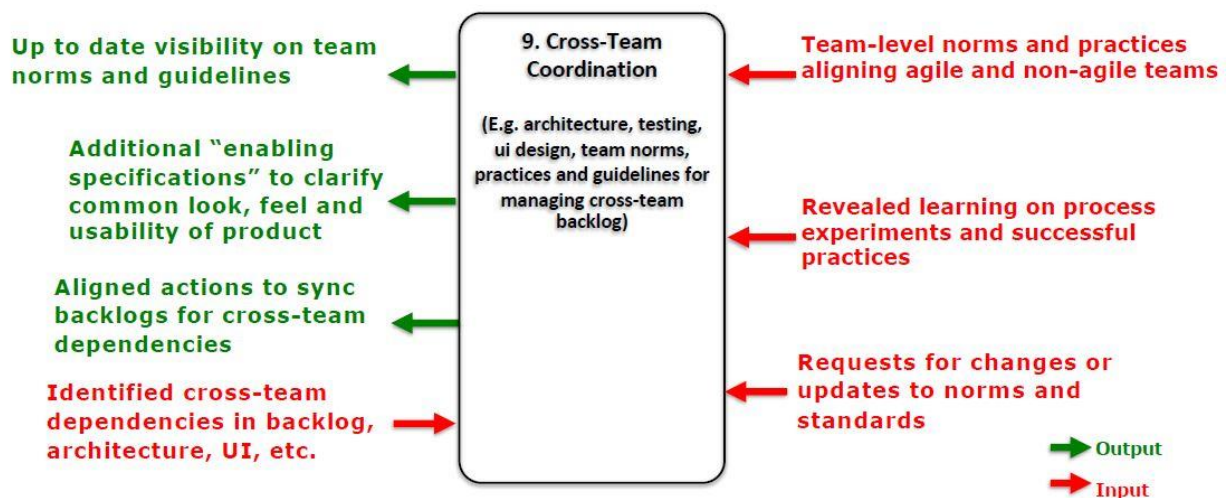 Up to date visibility on team
norms and guidelines
Additional “enabling
specifications” to clarify
common look, feel and
usability of product
Aligned actions to sync
backlogs for cross-team
dependencies
Identified cross-team
dependencies in backlog,
architecture, UI, etc.
9. Cross-Team
Coordination
(E.g. architecture, testing,
ui design, team norms,
practices and guidelines for
managing cross-team
backlog)
Team-level norms and practices
aligning agile and non-agile teams
Revealed learning on process
experiments and successful
practices
Requests for changes or
updates to norms and
standards
Output
Input